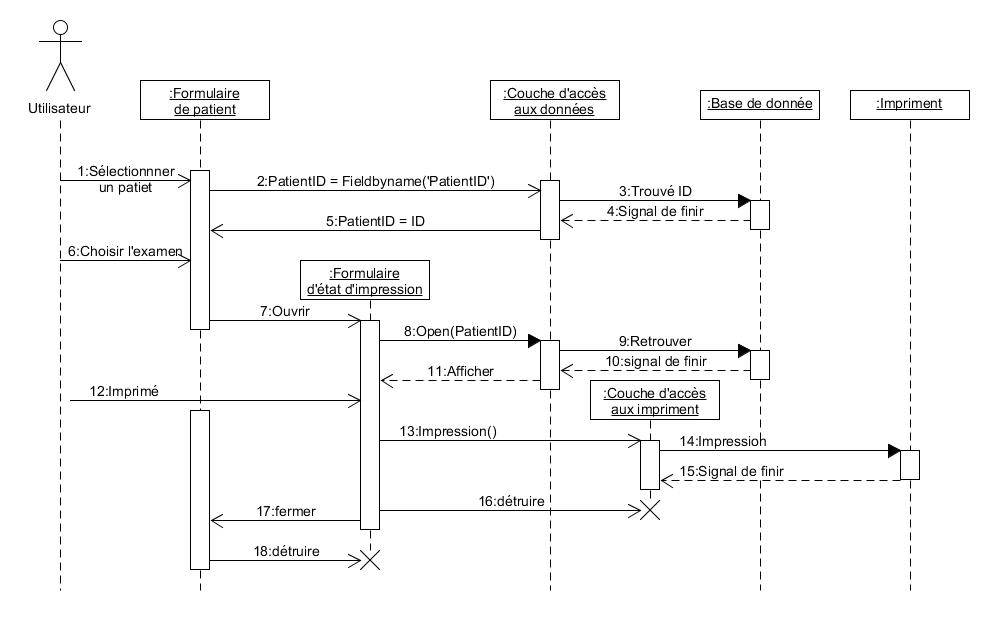 Utilisateur
:Formulaire
de patient
:Couche d'accès
aux données
:Base de donnée
:Impriment
1:Sélectionnner
un patiet
2:PatientID = Fieldbyname('PatientID')
3:Trouvé ID
4:Signal de finir
5:PatientID = ID
6:Choisir l'examen
:Formulaire
d'état d'impression
7:Ouvrir
8:Open(PatientID)
9:Retrouver
10:signal de finir
11:Afficher
12:Imprimé
:Couche d'accès
aux impriment
13:Impression()
14:Impression
15:Signal de finir
16:détruire
17:fermer
18:détruire